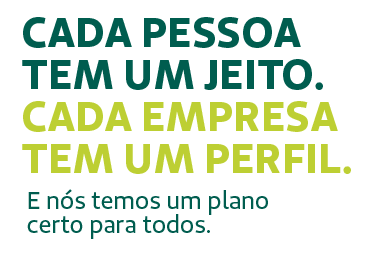 CADA PESSOA
TEM UM JEITO.
CADA EMPRESA
TEM UM PERFIL.
E nós temos um plano
certo para todos.